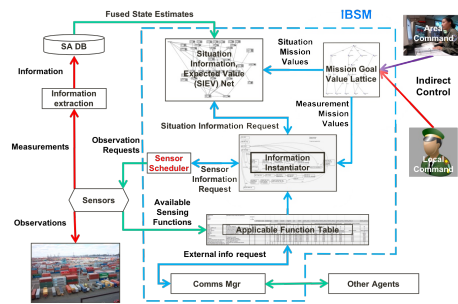 Fused State Estimates
IBSM
SA DB
Situation
Information
Expected Value
(SIEV) Net
Situation
Mission
Values
Mission Goal
Value Lattice
Area
Command
Indirect
Control
Information
Information
extraction
Measurement
Mission
Values
Situation Information Request
Measurements
Observation
Requests
Sensor
Scheduler
Information
Instantiator
Local
Command
Sensor
Information
Request
Sensors
Available
Sensing
Functions
Observations
Applicable Function Table
External info request
Comms Mgr
Other Agents